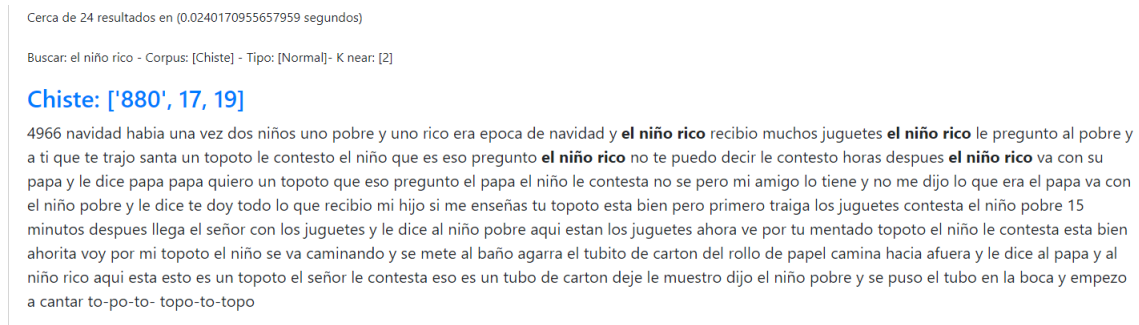 Cerca de 24 resultados en (0.0240170955657959 segundos)
Buscar: el niño rico - Corpus: [Chiste] - Tipo: [Normal]- K near: [2]
Chiste: ['880', 17, 19]
4966 navidad habia una vez dos niños uno pobre y uno rico era epoca de navidad y el niño rico recibio muchos juguetes el niño rico le pregunto al pobre y
a ti que te trajo santa un topoto le contesto el niño que es eso pregunto el niño rico no te puedo decir le contesto horas despues el niño rico va con su
papa y le dice papa papa quiero un topoto que eso pregunto el papa el niño le contesta no se pero mi amigo lo tiene y no me dijo lo que era el papa va con
el niño pobre y le dice te doy todo lo que recibio mi hijo si me enseñas tu topoto esta bien pero primero traiga los juguetes contesta el niño pobre 15
minutos despues llega el señor con los juguetes y le dice al niño pobre aqui estan los juguetes ahora ve por tu mentado topoto el niño le contesta esta bien
ahorita voy por mi topoto el niño se va caminando y se mete al baño agarra el tubito de carton del rollo de papel camina hacia afuera y le dice al papa y al
niño rico aqui esta esto es un topoto el señor le contesta eso es un tubo de carton deje le muestro dijo el niño pobre y se puso el tubo en la boca y empezo
a cantar to-po-to- topo-to-topo